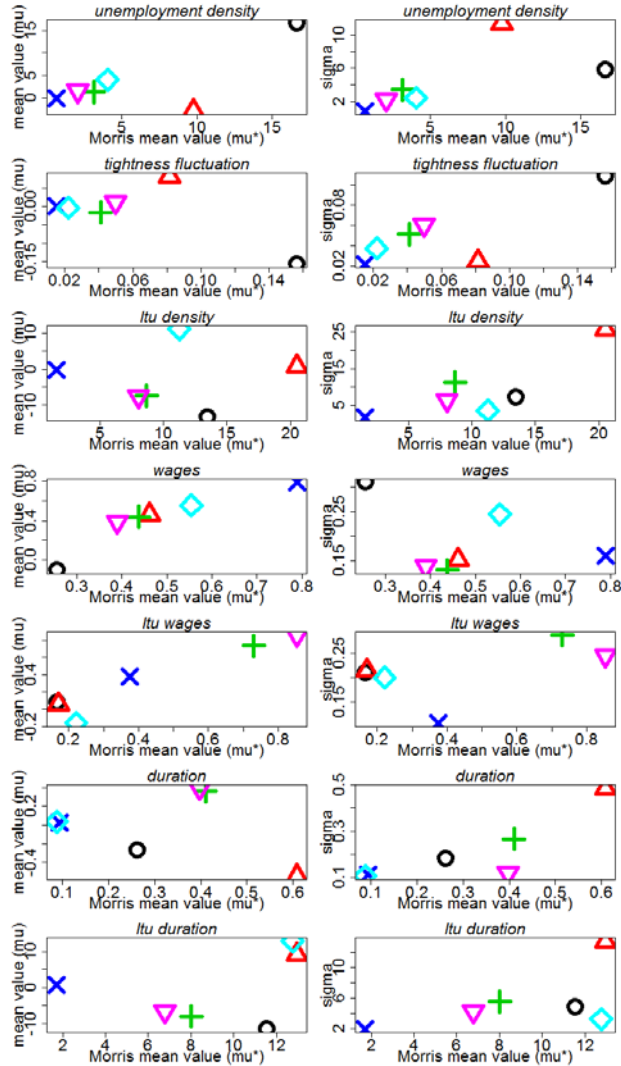 unemployment density
mean value (mu)
0 5 15
5 10 15
Morris mean value (mu*)
unemployment density
sigma
2 6 10
5 10 15
Morris mean value (mu*)
tightness fluctuation
mean value (mu)
-0.15 0.00
0.02 0.06 0.10 0.14
Morris mean value (mu*)
tightness fluctuation
sigma
0.02 0.08
0.02 0.06 0.10 0.14
Morris mean value (mu*)
ltu density
mean value (mu)
-10 0 10
5 10 15 20
Morris mean value (mu*)
ltu density
sigma
5 15 25
5 10 15 20
Morris mean value (mu*)
wages
mean value (mu)
0.0 0.4 0.8
0.3 0.4 0.5 0.6 0.7 0.8
Morris mean value (mu*)
wages
sigma
0.15 0.25
0.3 0.4 0.5 0.6 0.7 0.8
Morris mean value (mu*)
ltu wages
mean value (mu)
-0.2 0.4
0.2 0.4 0.6 0.8
Morris mean value (mu*)
ltu wages
sigma
0.15 0.25
0.2 0.4 0.6 0.8
Morris mean value (mu*)
duration
mean value (mu)
-0.4 0.2
0.1 0.2 0.3 0.4 0.5 0.6
Morris mean value (mu*)
duration
sigma
0.1 0.3 0.5
0.1 0.2 0.3 0.4 0.5 0.6
Morris mean value (mu*)
ltu duration
mean value (mu)
-10 0 10
2 4 6 8 10 12
Morris mean value (mu*)
ltu duration
sigma
2 6
2 4 6 8 10 12
Morris mean value (mu*)